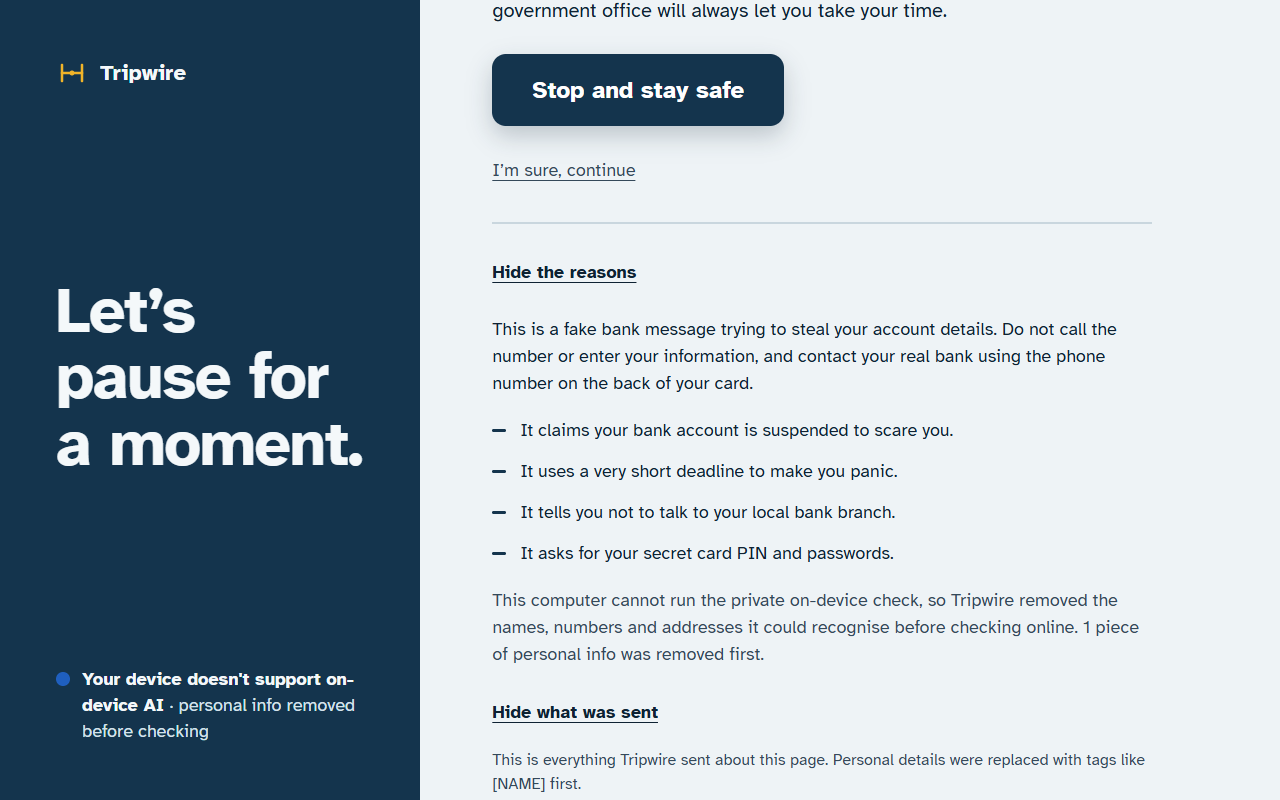 Tripwire
Let's
pause for
a moment.
Your device doesn't support on-
device AI · personal info removed
before checking
government office will always let you take your time.
Stop and stay safe
I'm sure, continue
Hide the reasons
This is a fake bank message trying to steal your account details. Do not call the
number or enter your information, and contact your real bank using the phone
number on the back of your card.
It claims your bank account is suspended to scare you.
It uses a very short deadline to make you panic.
It tells you not to talk to your local bank branch.
It asks for your secret card PIN and passwords.
This computer cannot run the private on-device check, so Tripwire removed the
names, numbers and addresses it could recognise before checking online. 1 piece
of personal info was removed first.
Hide what was sent
This is everything Tripwire sent about this page. Personal details were replaced with tags like
[NAME] first.